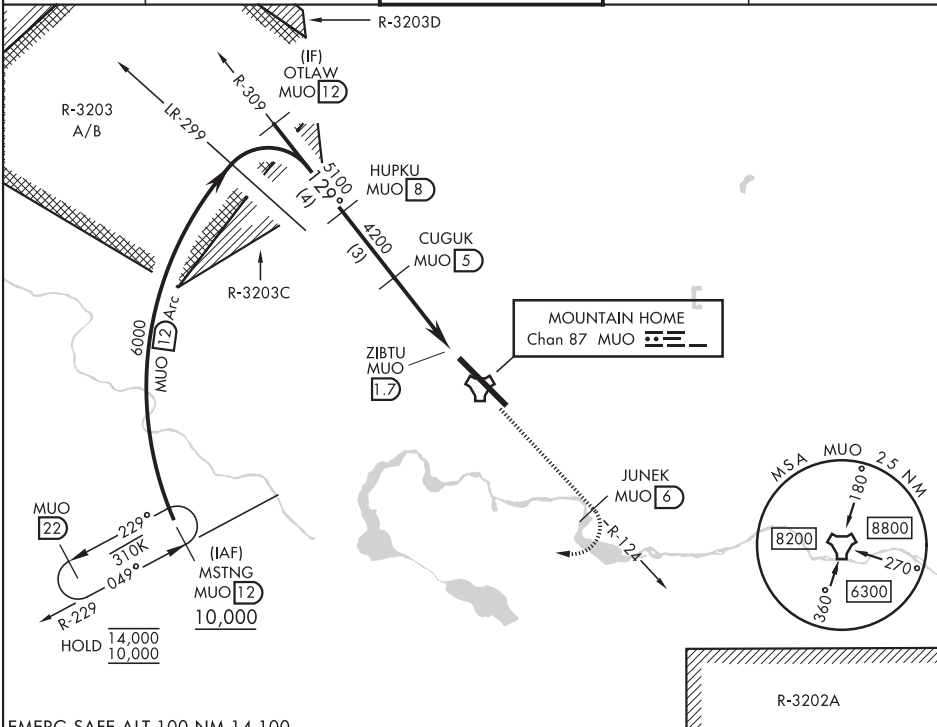 R-3203D
(IF)
OTLAW
MUO 12
R-309
R-3203
A/B
LR-299
5100
129°
(4)
HUPKU
MUO 8
4200
(3)
CUGUK
MUO 5
R-3203C
MOUNTAIN HOME
Chan 87 MUO
6000
MUO 12 Arc
ZIBTU
MUO
1.7
JUNEK
MUO 6
R-124
MSA MUO 25 NM
180°
8200
8800
270°
360°
6300
MUO
22
229°
310K
049°
R-229
(IAF)
MSTNG
MUO 12
10,000
HOLD 14,000
10,000
R-3202A
EMERG SAFE ALT 100 NM 14,100